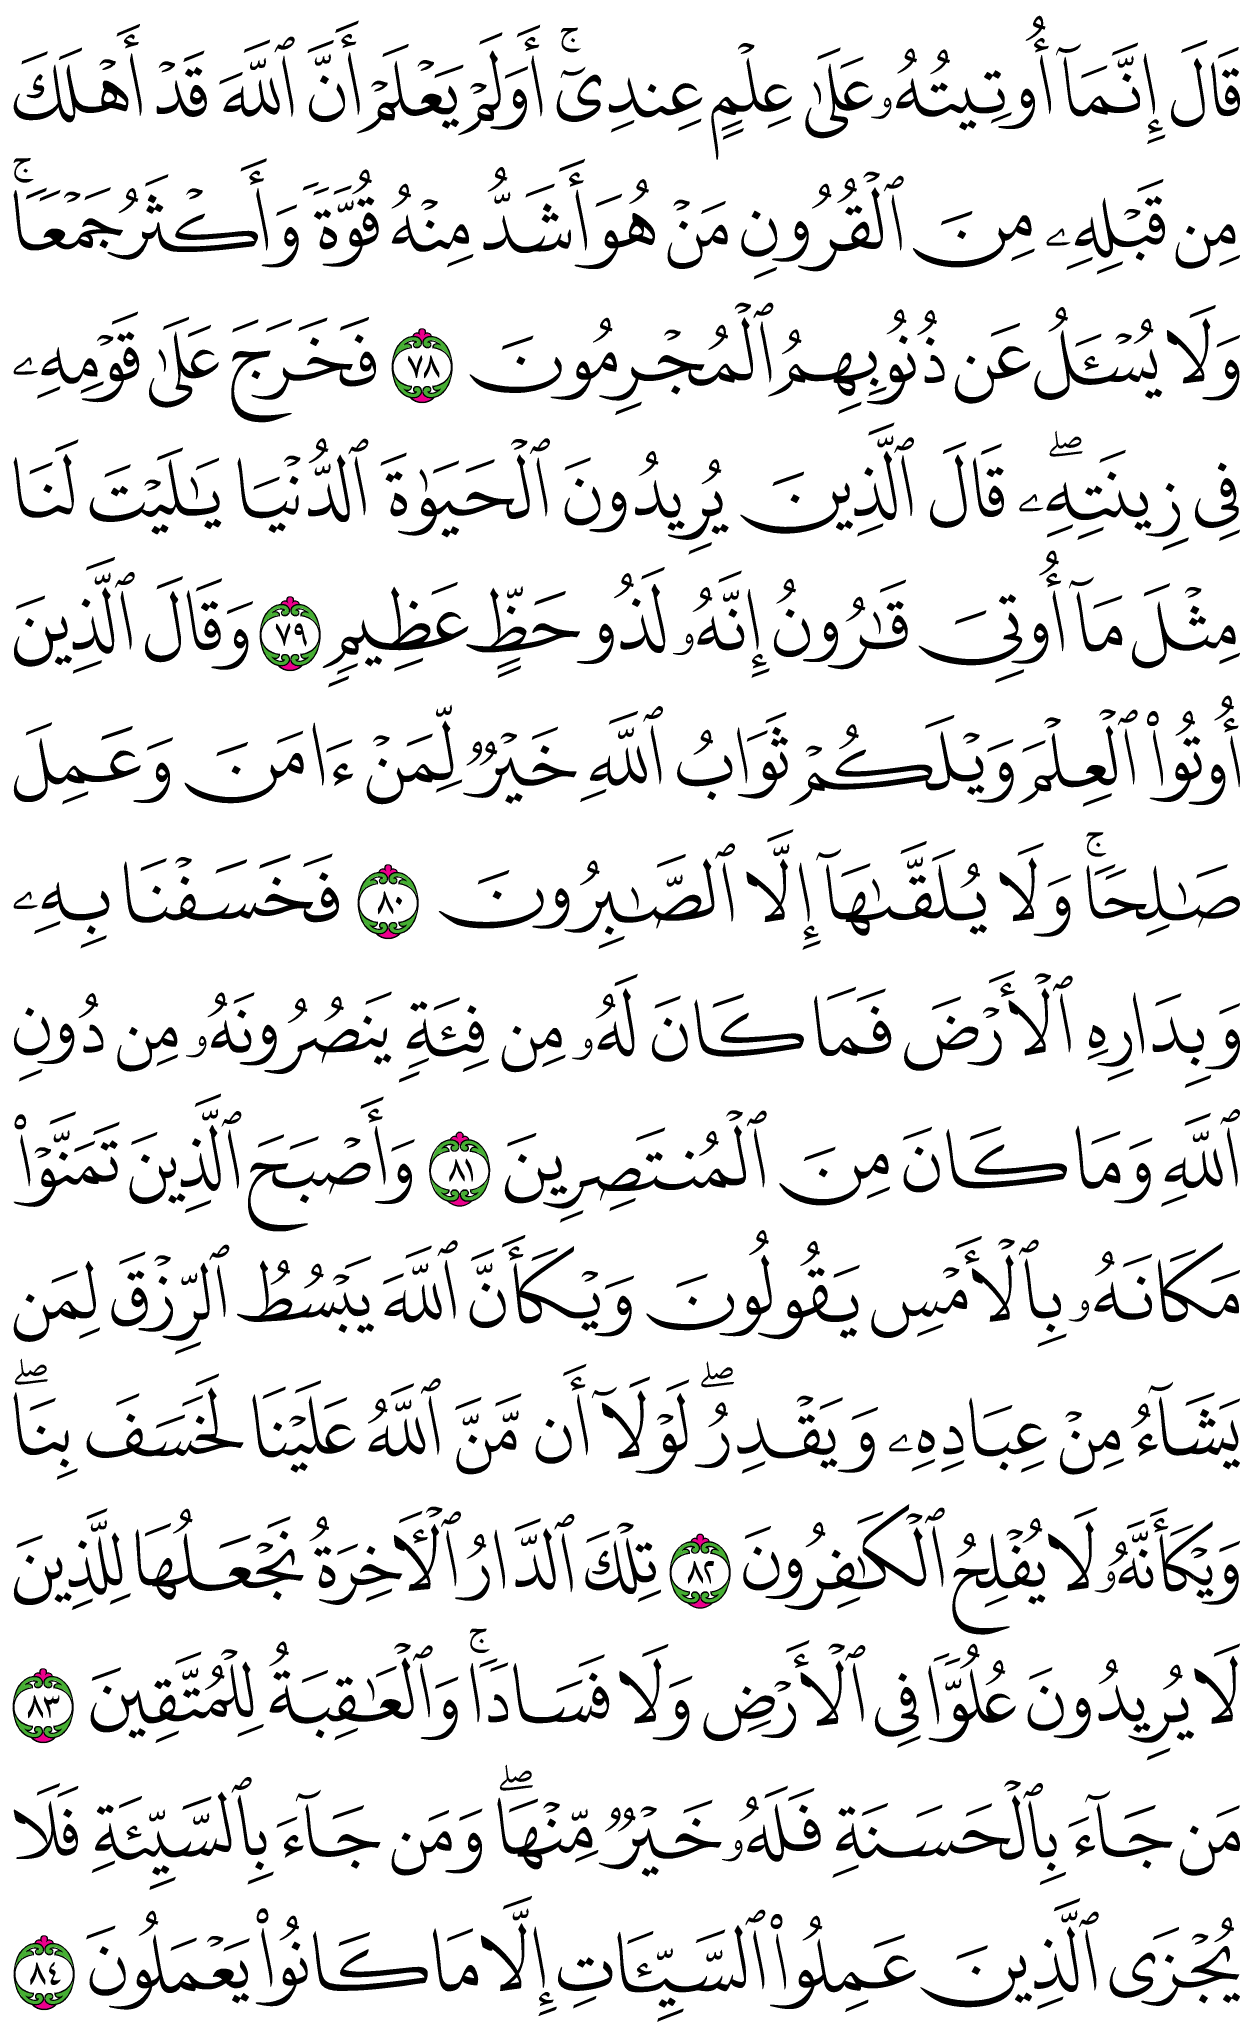 قَالَ إِنَّمَآ أُوتِيتُهُۥ عَلَىٰ عِلْمٍ عِندِىٓ ۚ أَوَلَمْ يَعْلَمْ أَنَّ ٱللَّهَ قَدْ أَهْلَكَ
مِن قَبْلِهِۦ مِنَ ٱلْقُرُونِ مَنْ هُوَ أَشَدُّ مِنْهُ قُوَّةً وَأَكْثَرُ جَمْعًا ۚ
وَلَا يُسْـَٔلُ عَن ذُنُوبِهِمُ ٱلْمُجْرِمُونَ ٧٨ فَخَرَجَ عَلَىٰ قَوْمِهِۦ
فِى زِينَتِهِۦ ۖ قَالَ ٱلَّذِينَ يُرِيدُونَ ٱلْحَيَوٰةَ ٱلدُّنْيَا يَـٰلَيْتَ لَنَا
مِثْلَ مَآ أُوتِىَ قَـٰرُونُ إِنَّهُۥ لَذُو حَظٍّ عَظِيمٍ ٧٩ وَقَالَ ٱلَّذِينَ
أُوتُوا۟ ٱلْعِلْمَ وَيْلَكُمْ ثَوَابُ ٱللَّهِ خَيْرٌ لِّمَنْ ءَامَنَ وَعَمِلَ
صَـٰلِحًا ۚ وَلَا يُلَقَّىٰهَآ إِلَّا ٱلصَّـٰبِرُونَ ٨٠ فَخَسَفْنَا بِهِۦ
وَبِدَارِهِ ٱلْأَرْضَ فَمَا كَانَ لَهُۥ مِن فِئَةٍ يَنصُرُونَهُۥ مِن دُونِ
ٱللَّهِ وَمَا كَانَ مِنَ ٱلْمُنتَصِرِينَ ٨١ وَأَصْبَحَ ٱلَّذِينَ تَمَنَّوْا۟
مَكَانَهُۥ بِٱلْأَمْسِ يَقُولُونَ وَيْكَأَنَّ ٱللَّهَ يَبْسُطُ ٱلرِّزْقَ لِمَن
يَشَآءُ مِنْ عِبَادِهِۦ وَيَقْدِرُ ۖ لَوْلَآ أَن مَّنَّ ٱللَّهُ عَلَيْنَا لَخَسَفَ بِنَا ۖ
وَيْكَأَنَّهُۥ لَا يُفْلِحُ ٱلْكَـٰفِرُونَ ٨٢ تِلْكَ ٱلدَّارُ ٱلْـَٔاخِرَةُ نَجْعَلُهَا لِلَّذِينَ
لَا يُرِيدُونَ عُلُوًّا فِى ٱلْأَرْضِ وَلَا فَسَادًا ۚ وَٱلْعَـٰقِبَةُ لِلْمُتَّقِينَ ٨٣
مَن جَآءَ بِٱلْحَسَنَةِ فَلَهُۥ خَيْرٌ مِّنْهَا ۖ وَمَن جَآءَ بِٱلسَّيِّئَةِ فَلَا
يُجْزَى ٱلَّذِينَ عَمِلُوا۟ ٱلسَّيِّـَٔاتِ إِلَّا مَا كَانُوا۟ يَعْمَلُونَ ٨٤